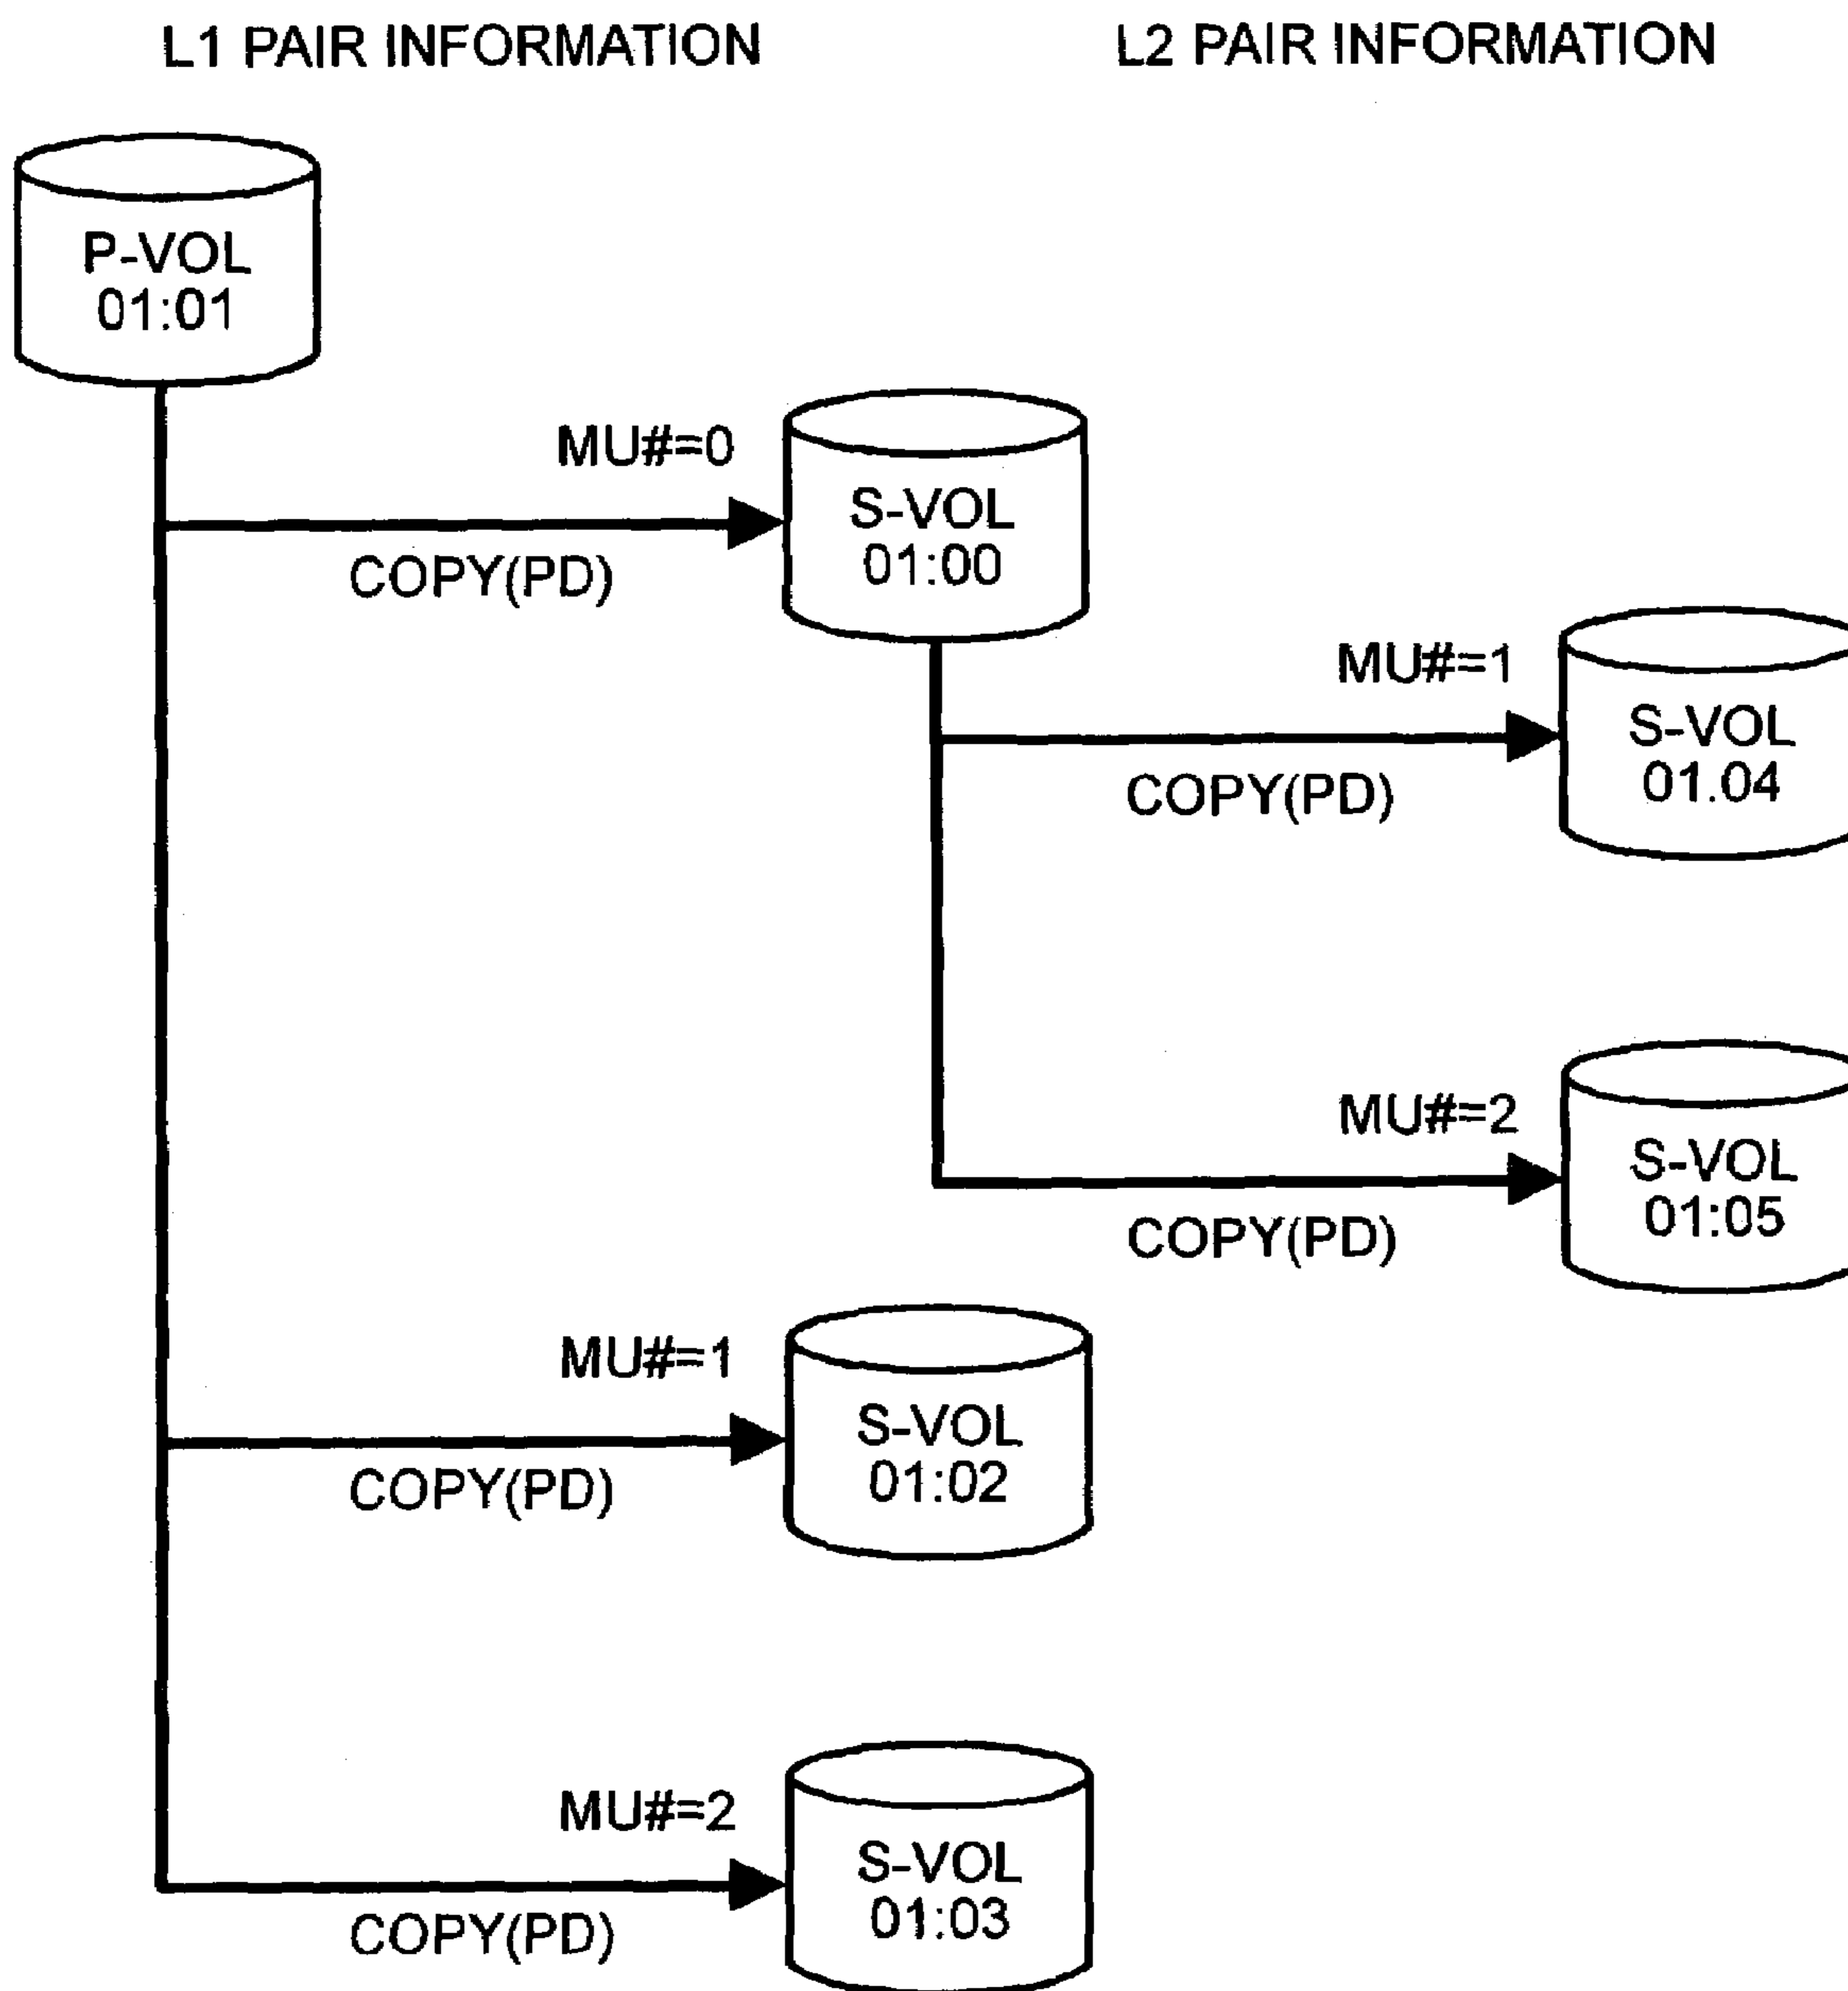 L1 PAIR INFORMATION
L2 PAIR INFORMATION
P-VOL
01:01
MU#=0
COPY(PD)
S-VOL
01:00
MU#=1
COPY(PD)
S-VOL
01.04
MU#=2
COPY(PD)
S-VOL
01:05
MU#=1
COPY(PD)
S-VOL
01:02
MU#=2
COPY(PD)
S-VOL
01:03